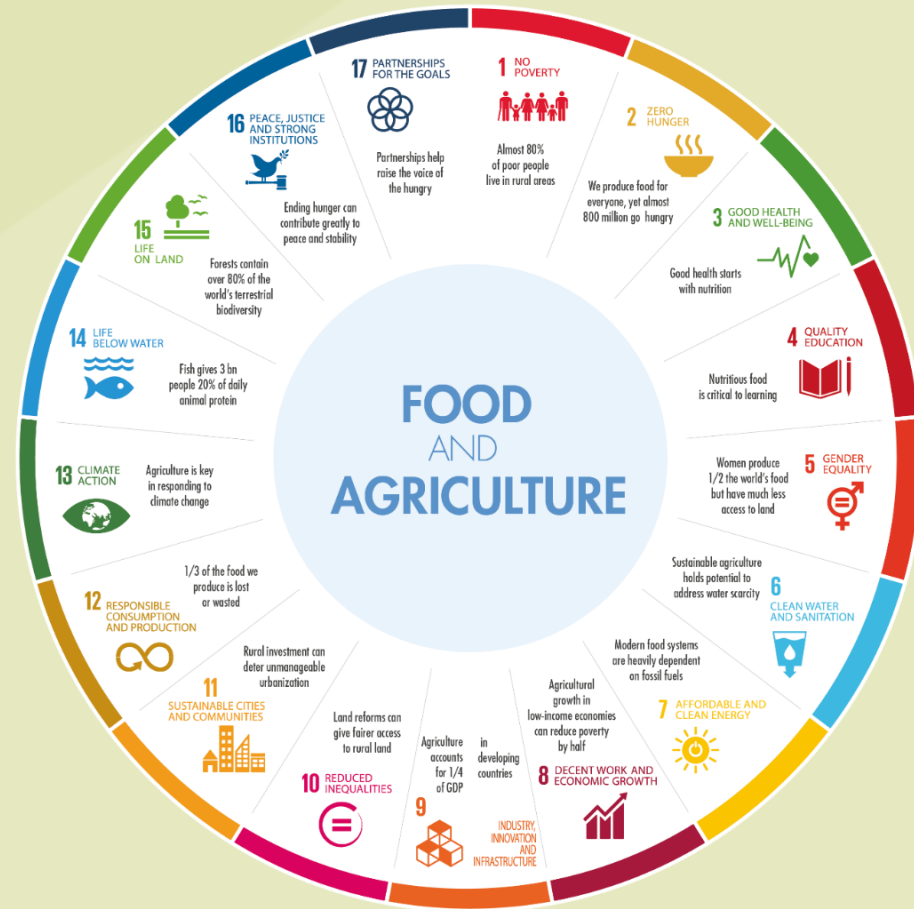 FOOD
AND
AGRICULTURE
1 NO
POVERTY
Almost 80%
of poor people
live in rural areas
2 ZERO
HUNGER
We produce food for
everyone, yet almost
800 million go hungry
3 GOOD HEALTH
AND WELL-BEING
Good health starts
with nutrition
4 QUALITY
EDUCATION
Nutritious food
is critical to learning
5 GENDER
EQUALITY
Women produce
1/2 the world's food
but have much less
access to land
6
CLEAN WATER
AND SANITATION
Sustainable agriculture
holds potential to
address water scarcity
7 AFFORDABLE AND
CLEAN ENERGY
Modern food systems
are heavily dependent
on fossil fuels
8 DECENT WORK AND
ECONOMIC GROWTH
Agricultural
growth in
low-income economies
can reduce poverty
by half
9
INDUSTRY,
INNOVATION
AND
INFRASTRUCTURE
Agriculture
accounts
for 1/4
of GDP
in
developing
countries
10 REDUCED
INEQUALITIES
Land reforms can
give fairer access
to rural land
11
SUSTAINABLE CITIES
AND COMMUNITIES
Rural investment can
deter unmanageable
urbanization
12 RESPONSIBLE
CONSUMPTION
AND PRODUCTION
1/3 of the food we
produce is lost
or wasted
13 CLIMATE
ACTION
Agriculture is key
in responding to
climate change
14 LIFE
BELOW WATER
Fish gives 3 bn
people 20% of daily
animal protein
15
LIFE
ON LAND
Forests contain
over 80% of the
world's terrestrial
biodiversity
16 PEACE, JUSTICE
AND STRONG
INSTITUTIONS
Ending hunger can
contribute greatly to
peace and stability
17 PARTNERSHIPS
FOR THE GOALS
Partnerships help
raise the voice of
the hungry